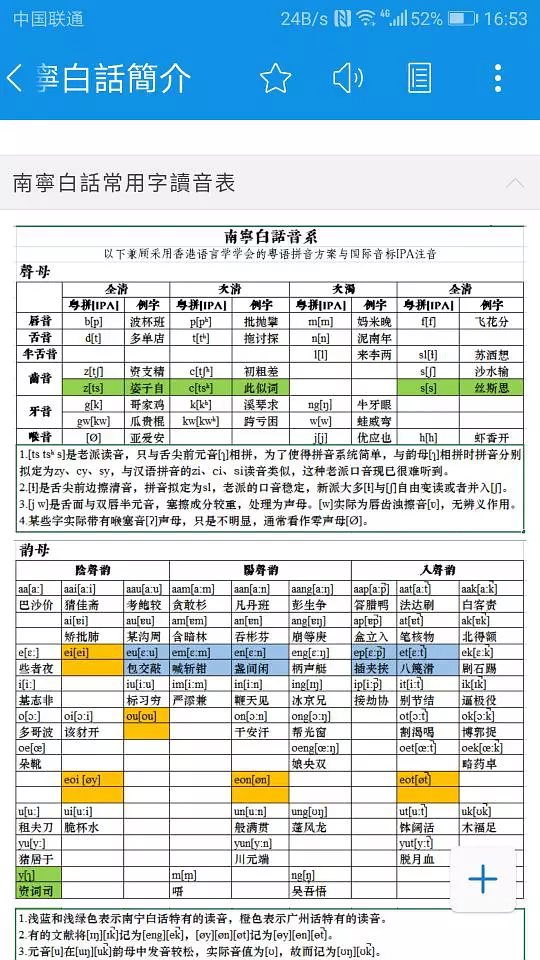 中国联通 24B/s 4G 52% 16:53
寧白話簡介
南寧白話常用字讀音表
南寧白話音系
以下兼顾采用香港语言学学会的粤语拼音方案与国际音标IPA注音
聲母
全清 次清 次濁 全清
粤拼[IPA] 例字 粤拼[IPA] 例字 粤拼[IPA] 例字 粤拼[IPA] 例字
唇音 b[p] 波杯班 p[pʰ] 批抛攀 m[m] 妈米晚 f[f] 飞花分
舌音 d[t] 多单店 t[tʰ] 拖讨探 n[n] 泥南年
半舌音 l[l] 来李两 sl[ɬ] 苏洒想
齒音 z[tʃ] 资支精 c[tʃʰ] 初粗差 s[ʃ] 沙水输
z[ts] 姿子自 c[tsʰ] 此似词 s[s] 丝斯思
牙音 g[k] 哥家鸡 k[kʰ] 溪琴求 ng[ŋ] 牛牙眼
gw[kw] 瓜贵棍 kw[kwʰ] 跨亏困 w[w] 蛙威弯
喉音 [Ø] 亚爱安 j[j] 优应也 h[h] 虾香开
1.[ts tsʰ s]是老派读音，只与舌尖前元音[ɿ]相拼，为了使得拼音系统简单，与韵母[ɿ]相拼时拼音分别
拟定为zy、cy、sy，与汉语拼音的zi、ci、si读音类似，这种老派口音现已很难听到。
2.[ɬ]是舌尖前边擦清音，拼音拟定为sl，老派的口音稳定，新派大多[ɬ]与[ʃ]自由变读或者并入[ʃ]。
3.[j w]是舌面与双唇半元音，塞擦成分较重，处理为声母。[w]实际为唇齿浊擦音[ʋ]，无辨义作用。
4.某些字实际带有喉塞音[ʔ]声母，只是不明显，通常看作零声母[Ø]。
韵母
陰聲韵 陽聲韵 入聲韵
aa[a:] aai[a:i] aau[a:u] aam[a:m] aan[a:n] aang[a:ŋ] aap[a:p̚] aat[a:t̚] aak[a:k̚]
巴沙价 猜佳斋 考鲍较 贪敢杉 凡丹班 彭生争 答腊鸭 法达刷 白客责
ai[ɐi] au[ɐu] am[ɐm] an[ɐn] ang[ɐŋ] ap[ɐp̚] at[ɐt̚] ak[ɐk̚]
矫批肺 某沟周 含暗林 吞彬芬 崩等庚 盒立入 笔核物 北得额
e[ɛ:] ei[ei] eu[ɛ:u] em[ɛ:m] en[ɛ:n] eng[ɛ:ŋ] ep[ɛ:p̚] et[ɛ:t̚] ek[ɛ:k]
些者夜 包交敲 喊斩钳 盏间闲 柄声艇 插夹挟 八篾滑 剧石踢
i[i:] iu[i:u] im[i:m] in[i:n] ing[ɪŋ] ip[i:p̚] it[i:t̚] ik[ɪk]
基志非 标习穷 严添兼 鞭天见 冰京兄 接劫协 别节结 逼极役
o[ɔ:] oi[ɔ:i] ou[ou] on[ɔ:n] ong[ɔ:ŋ] ot[ɔ:t̚] ok[ɔ:k]
多哥波 该豺开 干安汗 帮光窗 割渴喝 博郭捉
oe[œ:] oeng[œ:ŋ] oet[œ:t̚] oek[œ:k]
朵靴 娘央双 略药卓
eoi [øy] eon[øn] eot[øt̚]
u[u:] ui[u:i] un[u:n] ung[ʊŋ] ut[u:t̚] uk[ʊk]
租夫刀 脆杯水 般满贯 蓬风龙 钵阔活 木福足
yu[y:] yun[y:n] yut[y:t̚]
猪居于 川元端 脱月血
y[ɿ] m[m̩] ng[ŋ̩]
资词司 唔 吴吾悟
1.浅蓝和浅绿色表示南宁白话特有的读音，橙色表示广州话特有的读音。
2.有的文献将[ɪŋ][ɪk]记为[eŋ][ek]，[øy][øn][øt]记为[ɵy][ɵn][ɵt]。
3.元音[u]在[uŋ][uk]韵母中发音较松，实际音值为[ʊ]，故而记为[ʊŋ][ʊk]。